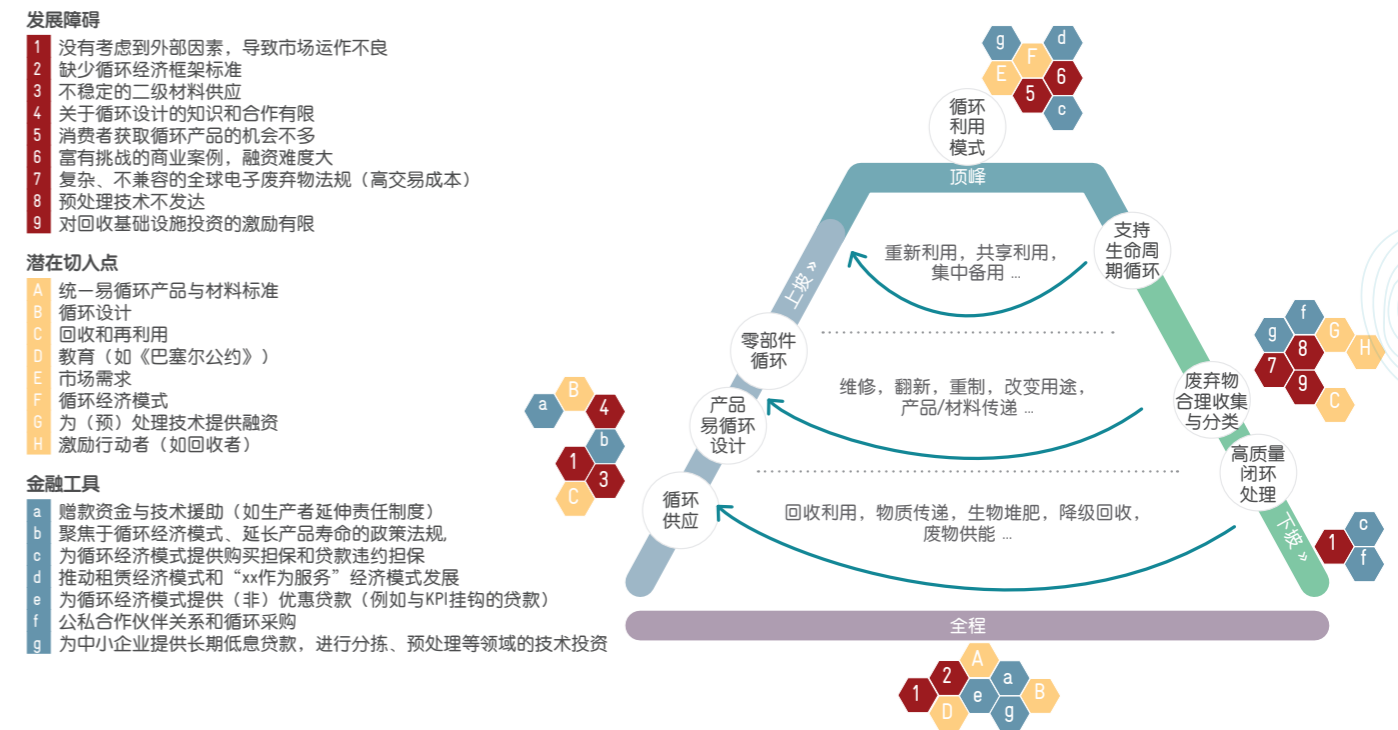 发展障碍
1 没有考虑到外部因素，导致市场运作不良
2 缺少循环经济框架标准
3 不稳定的二级材料供应
4 关于循环设计的知识和合作有限
5 消费者获取循环产品的机会不多
6 富有挑战的商业案例，融资难度大
7 复杂、不兼容的全球电子废弃物法规（高交易成本）
8 预处理技术不发达
9 对回收基础设施投资的激励有限
潜在切入点
A 统一易循环产品与材料标准
B 循环设计
C 回收和再利用
D 教育（如《巴塞尔公约》）
E 市场需求
F 循环经济模式
G 为（预）处理技术提供融资
H 激励行动者（如回收者）
金融工具
a 赠款资金与技术援助（如生产者延伸责任制度）
b 聚焦于循环经济模式、延长产品寿命的政策法规,
c 为循环经济模式提供购买担保和贷款违约担保
d 推动租赁经济模式和“xx作为服务”经济模式发展
e 为循环经济模式提供（非）优惠贷款（例如与KPI挂钩的贷款）
f 公私合作伙伴关系和循环采购
g 为中小企业提供长期低息贷款，进行分拣、预处理等领域的技术投资
g
F
d
E
5
6
c
循环
利用
模式
顶峰
上坡 »
支持
生命周
期循环
重新利用，共享利用，
集中备用 …
零部件
循环
f
g
8
G
H
7
9
C
维修，翻新，重制，改变用途，
产品/材料传递 …
废弃物
合理收集
与分类
a
B
4
b
1
3
C
产品
易循环
设计
高质量
闭环
处理
循环
供应
回收利用，物质传递，生物堆肥，降级回收，
废物供能 …
下坡 »
1
c
f
全程
1
2
A
D
e
a
g
B